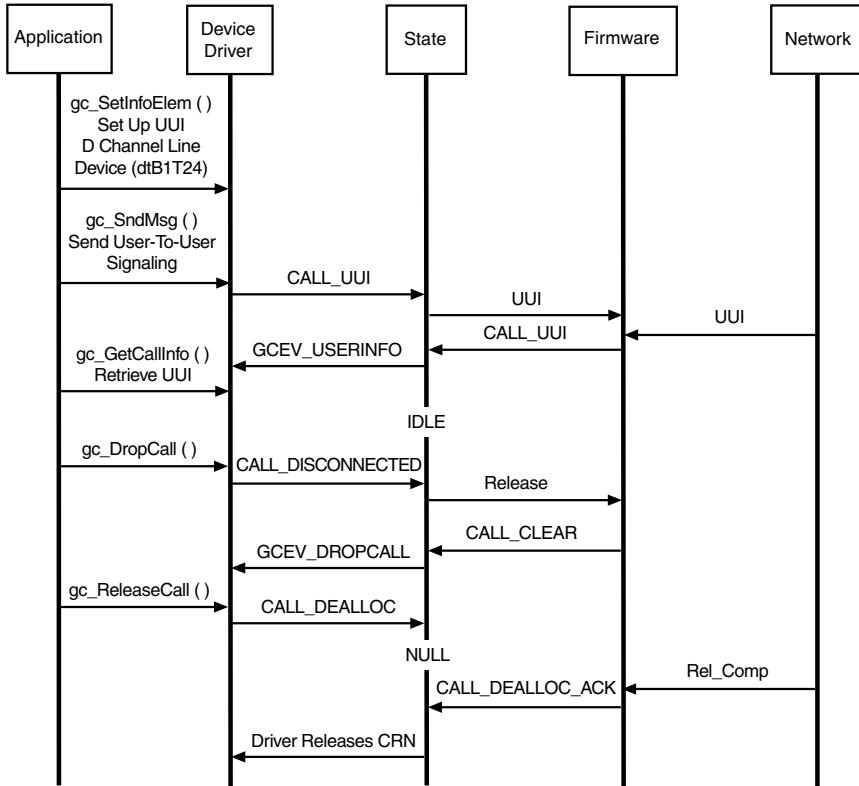 Application
Device
Driver
State
Firmware
Network
gc_SetInfoElem ( )
Set Up UUI
D Channel Line
Device (dtB1T24)
gc_SndMsg ( )
Send User-To-User
Signaling
CALL_UUI
UUI
UUI
CALL_UUI
GCEV_USERINFO
gc_GetCallInfo ( )
Retrieve UUI
IDLE
gc_DropCall ( )
CALL_DISCONNECTED
Release
CALL_CLEAR
GCEV_DROPCALL
gc_ReleaseCall ( )
CALL_DEALLOC
NULL
Rel_Comp
CALL_DEALLOC_ACK
Driver Releases CRN